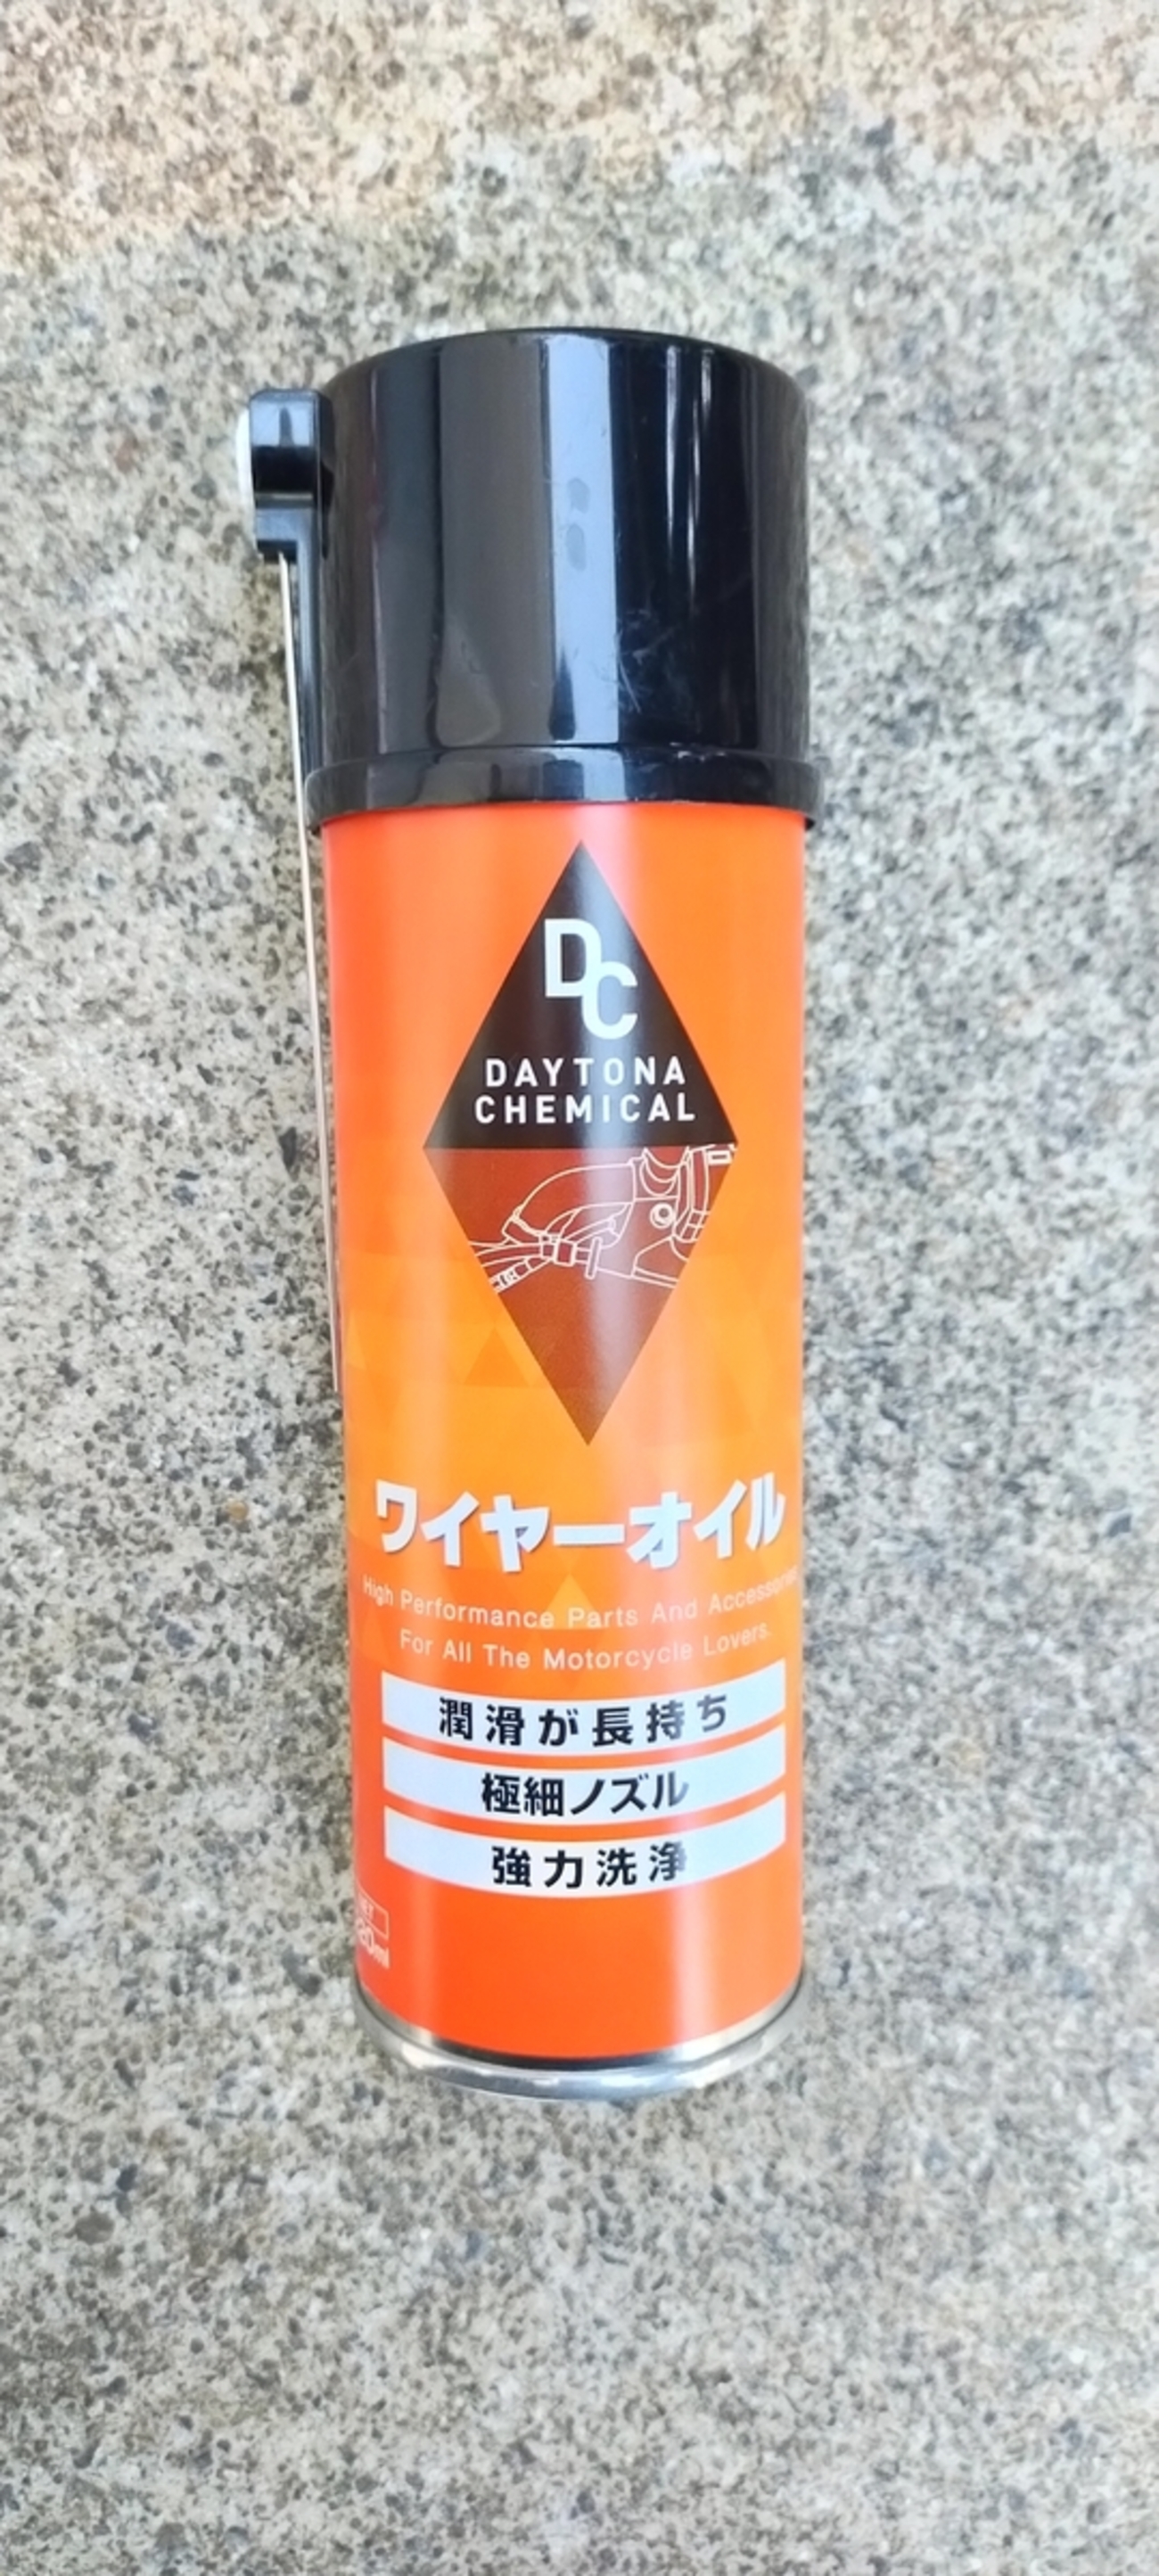 DC
DAYTONA
CHEMICAL
ワイヤーオイル
High Performance Parts And Accessories
For All The Motorcycle Lovers.
潤滑が長持ち
極細ノズル
強力洗浄